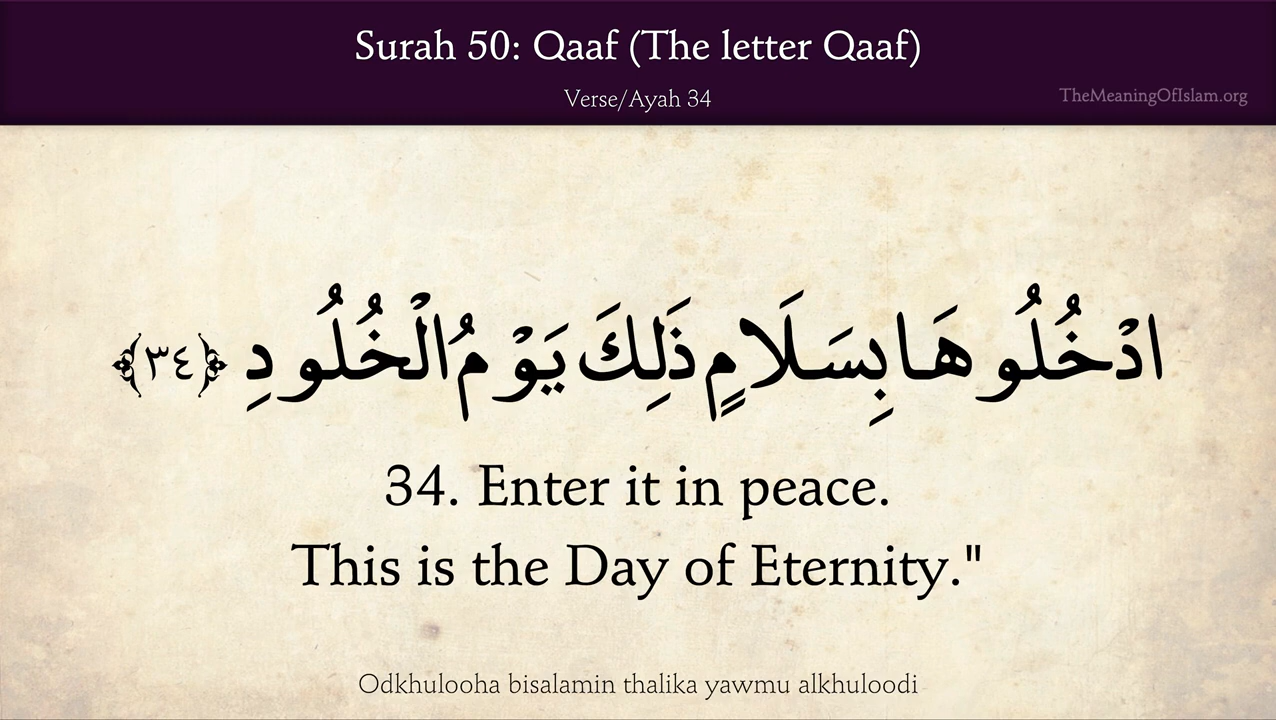 Surah 50: Qaaf (The letter Qaaf)
Verse/Ayah 34
TheMeaningOfIslam.org
ادْخُلُوهَا بِسَلَامٍ ذَلِكَ يَوْمُ الْخُلُودِ ﴿٣٤﴾
34. Enter it in peace.
This is the Day of Eternity."
Odkhulooha bisalamin thalika yawmu alkhuloodi